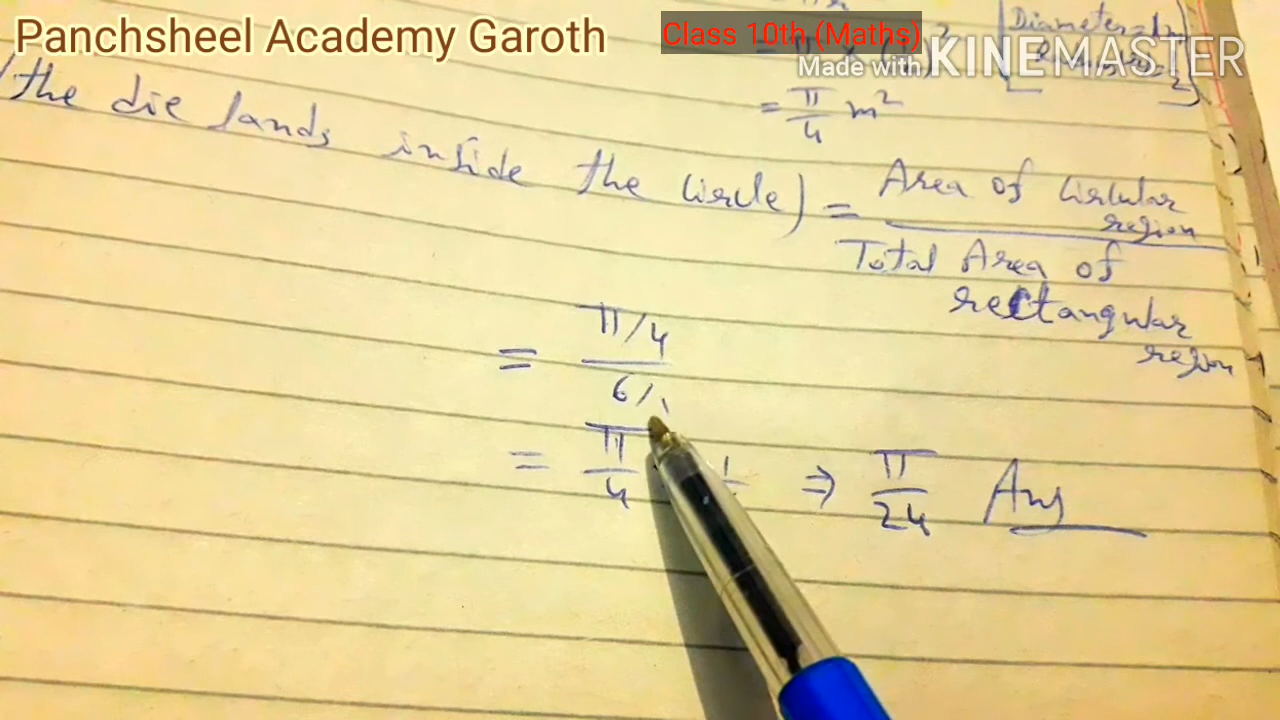 Panchsheel Academy Garoth
Class 10th (Maths)
Made with KINEMASTER
= π/4 m²
the die lands inside the circle) = Area of circular region
Total Area of rectangular region
= π/4
6/1
= π/4 1 ⇒ π/24 Ans